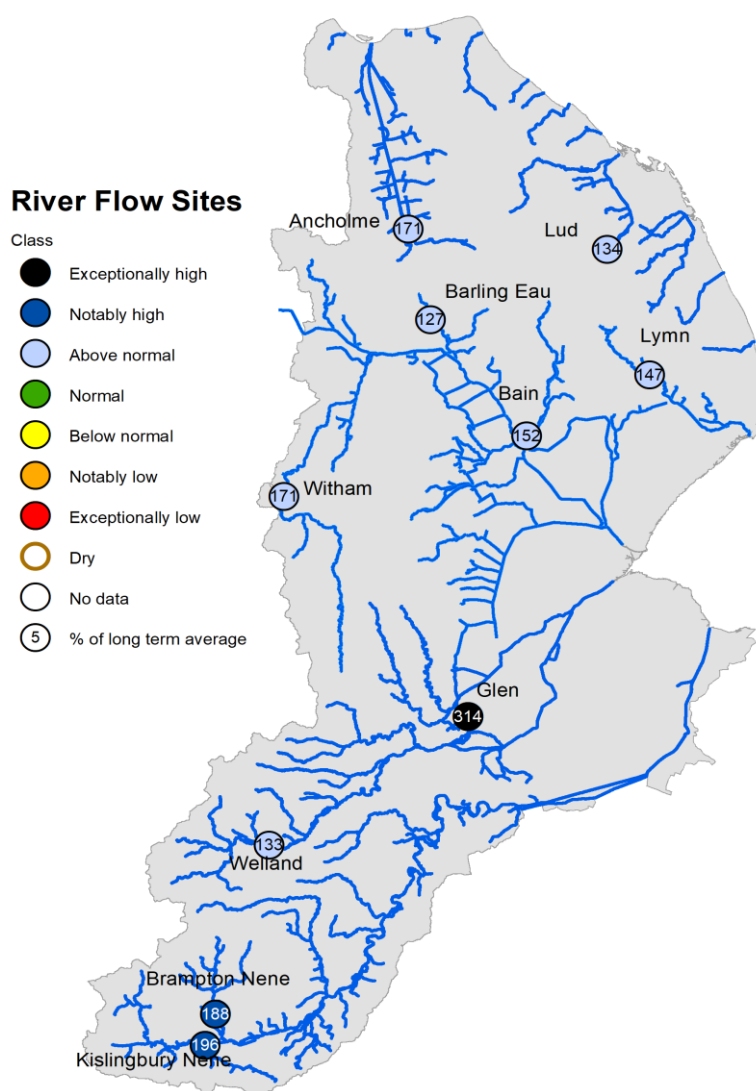 River Flow Sites
Class
Exceptionally high
Notably high
Above normal
Normal
Below normal
Notably low
Exceptionally low
Dry
No data
5 % of long term average
Ancholme
171
Lud
134
Barling Eau
127
Lymn
147
Bain
152
Witham
171
Glen
314
133
Welland
Brampton Nene
188
196
Kislingbury Nene